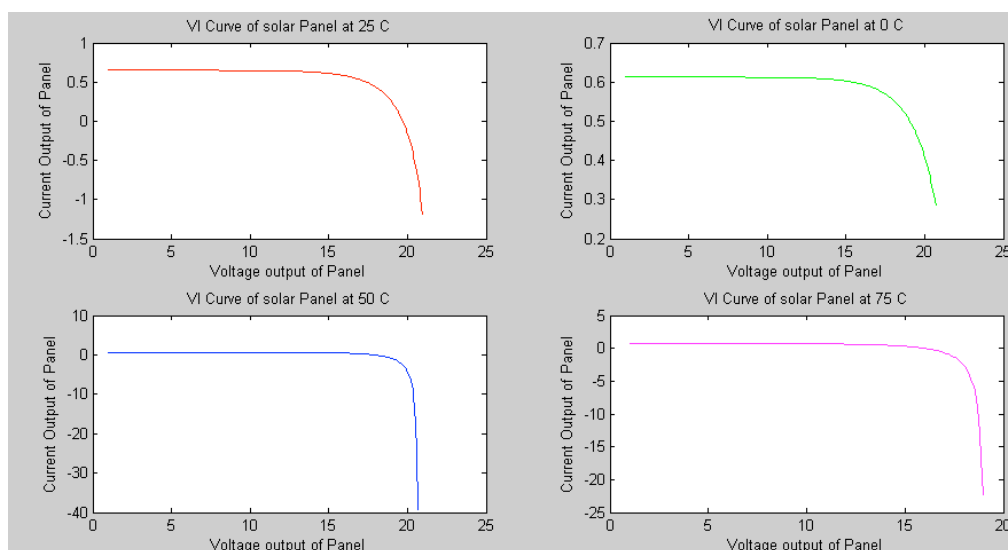 VI Curve of solar Panel at 25 C
1
0.5
0
-0.5
-1
-1.5
Current Output of Panel
0 5 10 15 20 25
Voltage output of Panel
VI Curve of solar Panel at 0 C
0.7
0.6
0.5
0.4
0.3
0.2
Current Output of Panel
0 5 10 15 20 25
Voltage output of Panel
VI Curve of solar Panel at 50 C
10
0
-10
-20
-30
-40
Current Output of Panel
0 5 10 15 20 25
Voltage output of Panel
VI Curve of solar Panel at 75 C
5
0
-5
-10
-15
-20
-25
Current Output of Panel
0 5 10 15 20
Voltage output of Panel